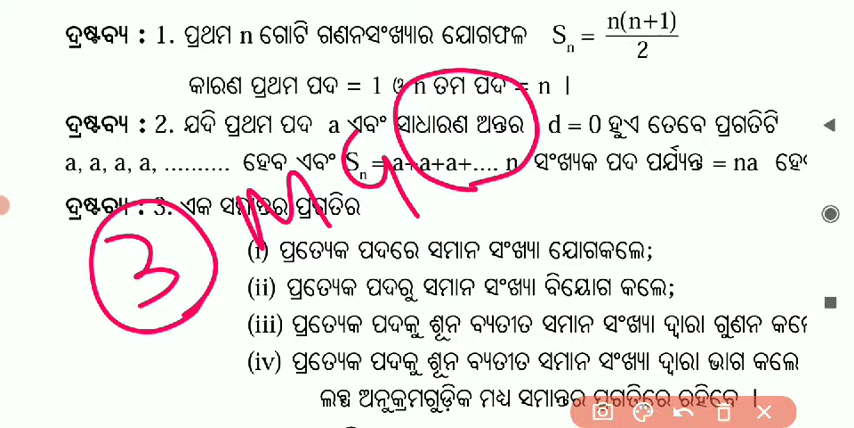 ଦ୍ରଷ୍ଟବ୍ୟ : 1. ପ୍ରଥମ n ଗୋଟି ଗଣନସଂଖ୍ୟାର ଯୋଗଫଳ Sₙ = n(n+1)/2
କାରଣ ପ୍ରଥମ ପଦ = 1 ଓ n ତମ ପଦ = n ।
ଦ୍ରଷ୍ଟବ୍ୟ : 2. ଯଦି ପ୍ରଥମ ପଦ a ଏବଂ ସାଧାରଣ ଅନ୍ତର d = 0 ହୁଏ ତେବେ ପ୍ରଗତିଟି
a, a, a, a, .......... ହେବ ଏବଂ Sₙ = a+a+a+.... n ସଂଖ୍ୟକ ପଦ ପର୍ଯ୍ୟନ୍ତ = na
ଦ୍ରଷ୍ଟବ୍ୟ : 3. ଏକ ସମାନ୍ତର ପ୍ରଗତିର
(i) ପ୍ରତ୍ୟେକ ପଦରେ ସମାନ ସଂଖ୍ୟା ଯୋଗକଲେ;
(ii) ପ୍ରତ୍ୟେକ ପଦରୁ ସମାନ ସଂଖ୍ୟା ବିୟୋଗ କଲେ;
(iii) ପ୍ରତ୍ୟେକ ପଦକୁ ଶୂନ ବ୍ୟତୀତ ସମାନ ସଂଖ୍ୟା ଦ୍ୱାରା ଗୁଣନ
(iv) ପ୍ରତ୍ୟେକ ପଦକୁ ଶୂନ ବ୍ୟତୀତ ସମାନ ସଂଖ୍ୟା ଦ୍ୱାରା ଭାଗ କଲେ
ଲବ୍ଧ ଅନୁକ୍ରମଗୁଡ଼ିକ ମଧ୍ୟ ସମାନ୍ତର ପ୍ରଗତିରେ ରହିବେ ।
3